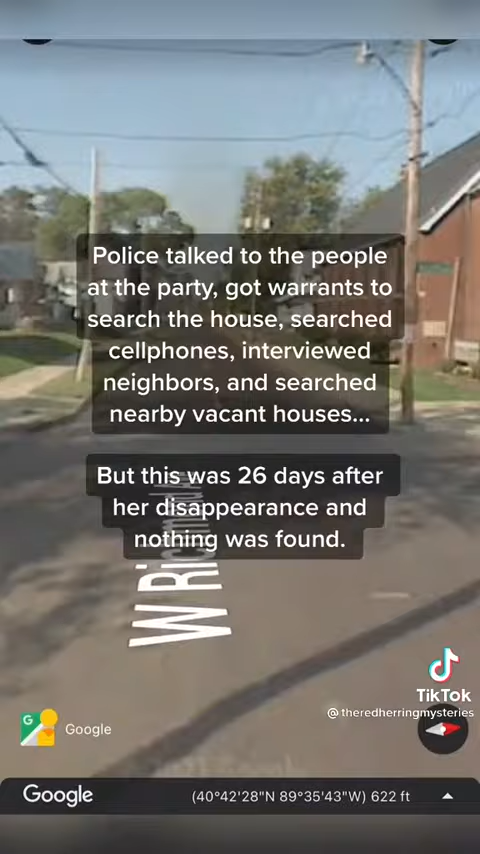 Police talked to the people
at the party, got warrants to
search the house, searched
cellphones, interviewed
neighbors, and searched
nearby vacant houses...
But this was 26 days after
her disappearance and
nothing was found.
TikTok
@theredherringmysteries
G
Google
Google
(40°42'28"N 89°35'43"W) 622 ft